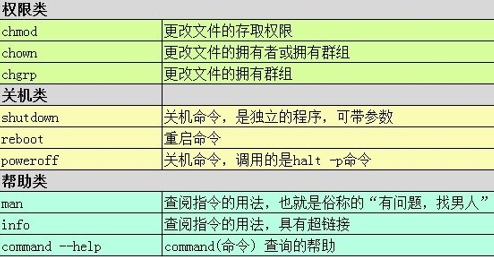 权限类
chmod 更改文件的存取权限
chown 更改文件的拥有者或拥有群组
chgrp 更改文件的拥有群组
关机类
shutdown 关机命令，是独立的程序，可带参数
reboot 重启命令
poweroff 关机命令，调用的是halt -p命令
帮助类
man 查阅指令的用法，也就是俗称的“有问题，找男人”
info 查阅指令的用法，具有超链接
command --help command(命令) 查询的帮助